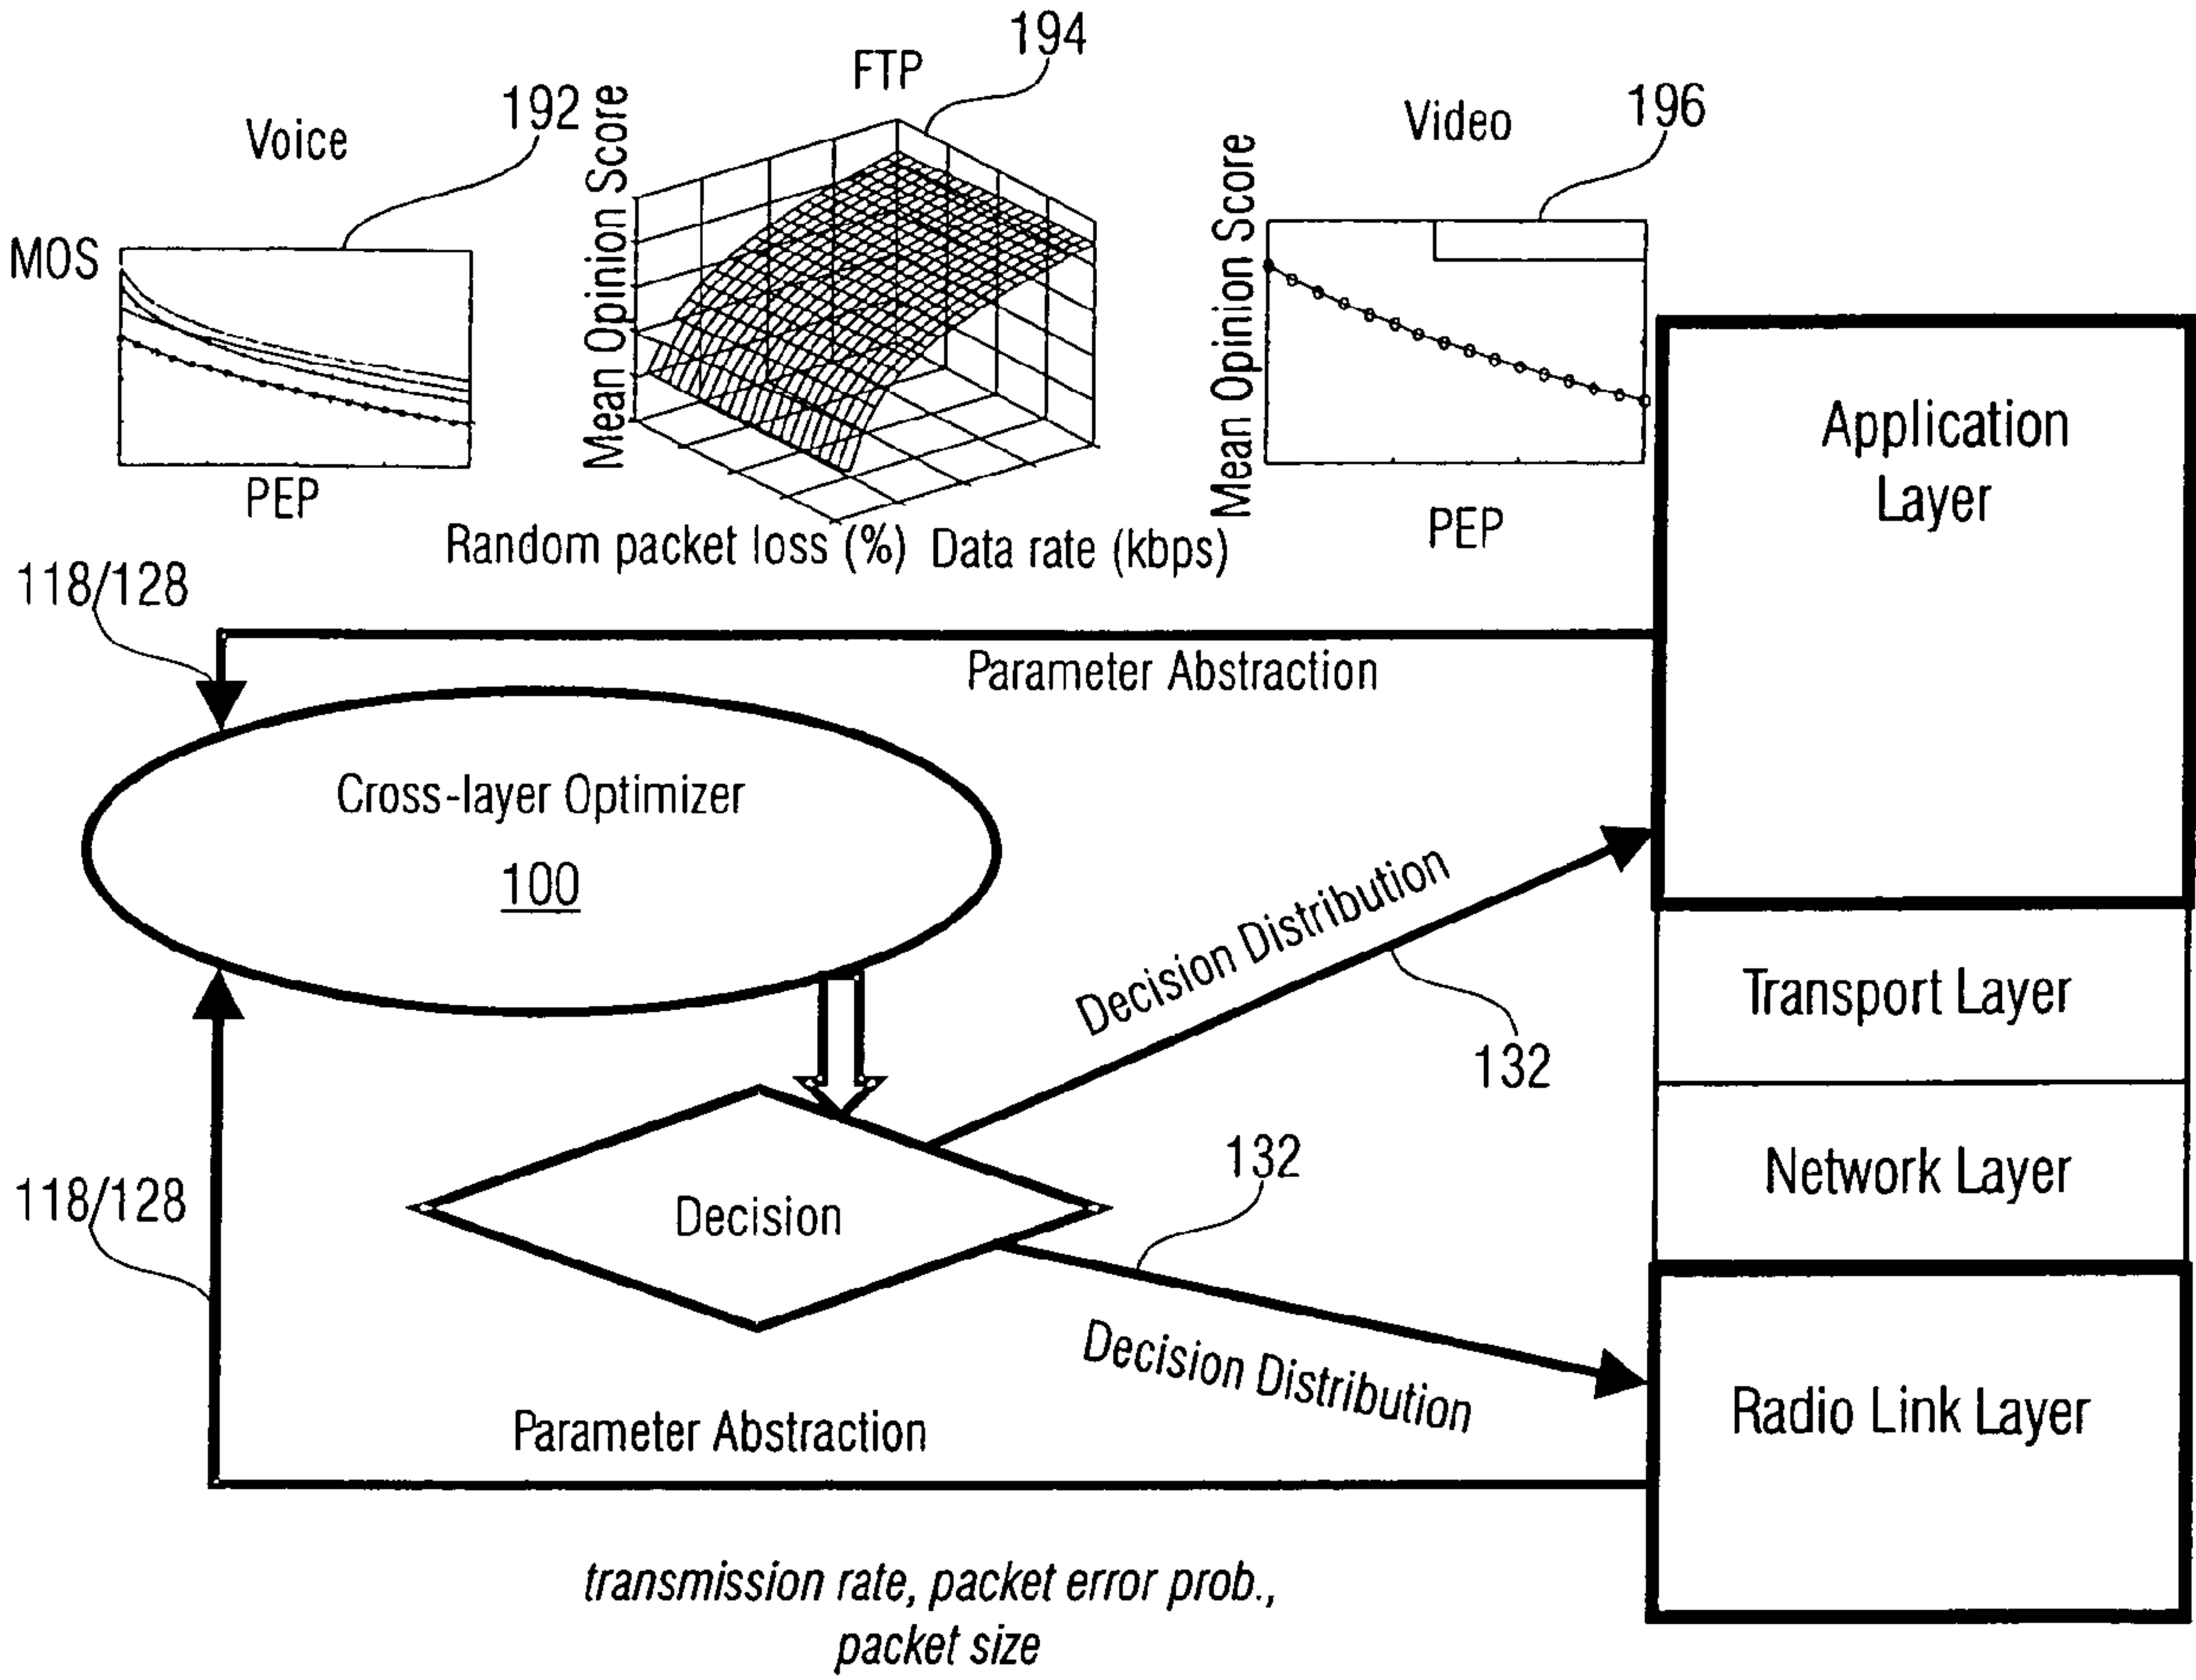 194
FTP
192
Voice
196
Video
MOS
Mean Opinion Score
Mean Opinion Score
PEP
PEP
Random packet loss (%)
Data rate (kbps)
Application
Layer
118/128
Parameter Abstraction
Cross-layer Optimizer
100
Decision Distribution
132
Transport Layer
Network Layer
118/128
Decision
132
Decision Distribution
Radio Link Layer
Parameter Abstraction
transmission rate, packet error prob.,
packet size